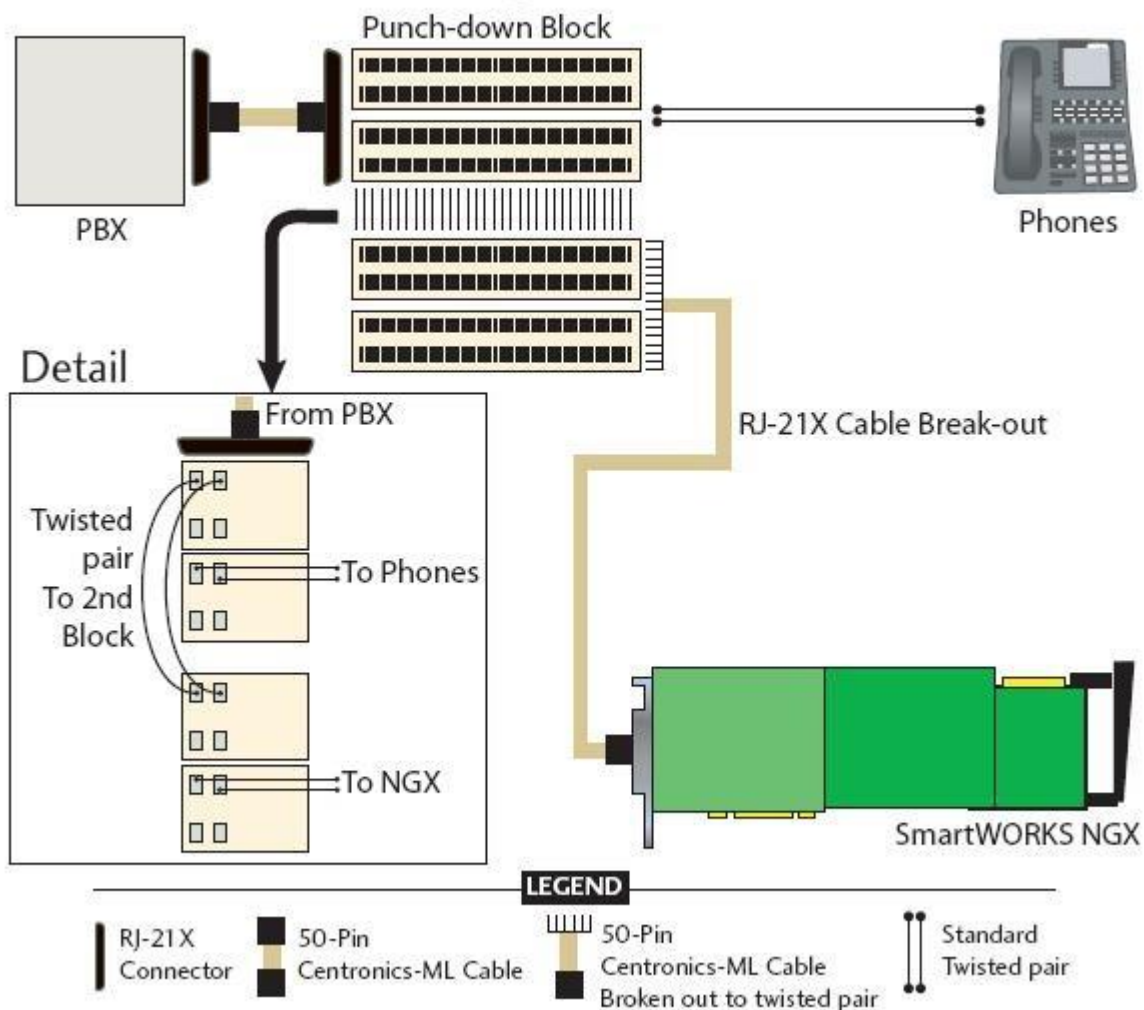 Punch-down Block
PBX
Phones
Detail
From PBX
RJ-21X Cable Break-out
Twisted
pair
To 2nd
Block
To Phones
To NGX
SmartWORKS NGX
LEGEND
RJ-21X
Connector
50-Pin
Centronics-ML Cable
50-Pin
Centronics-ML Cable
Broken out to twisted pair
Standard
Twisted pair